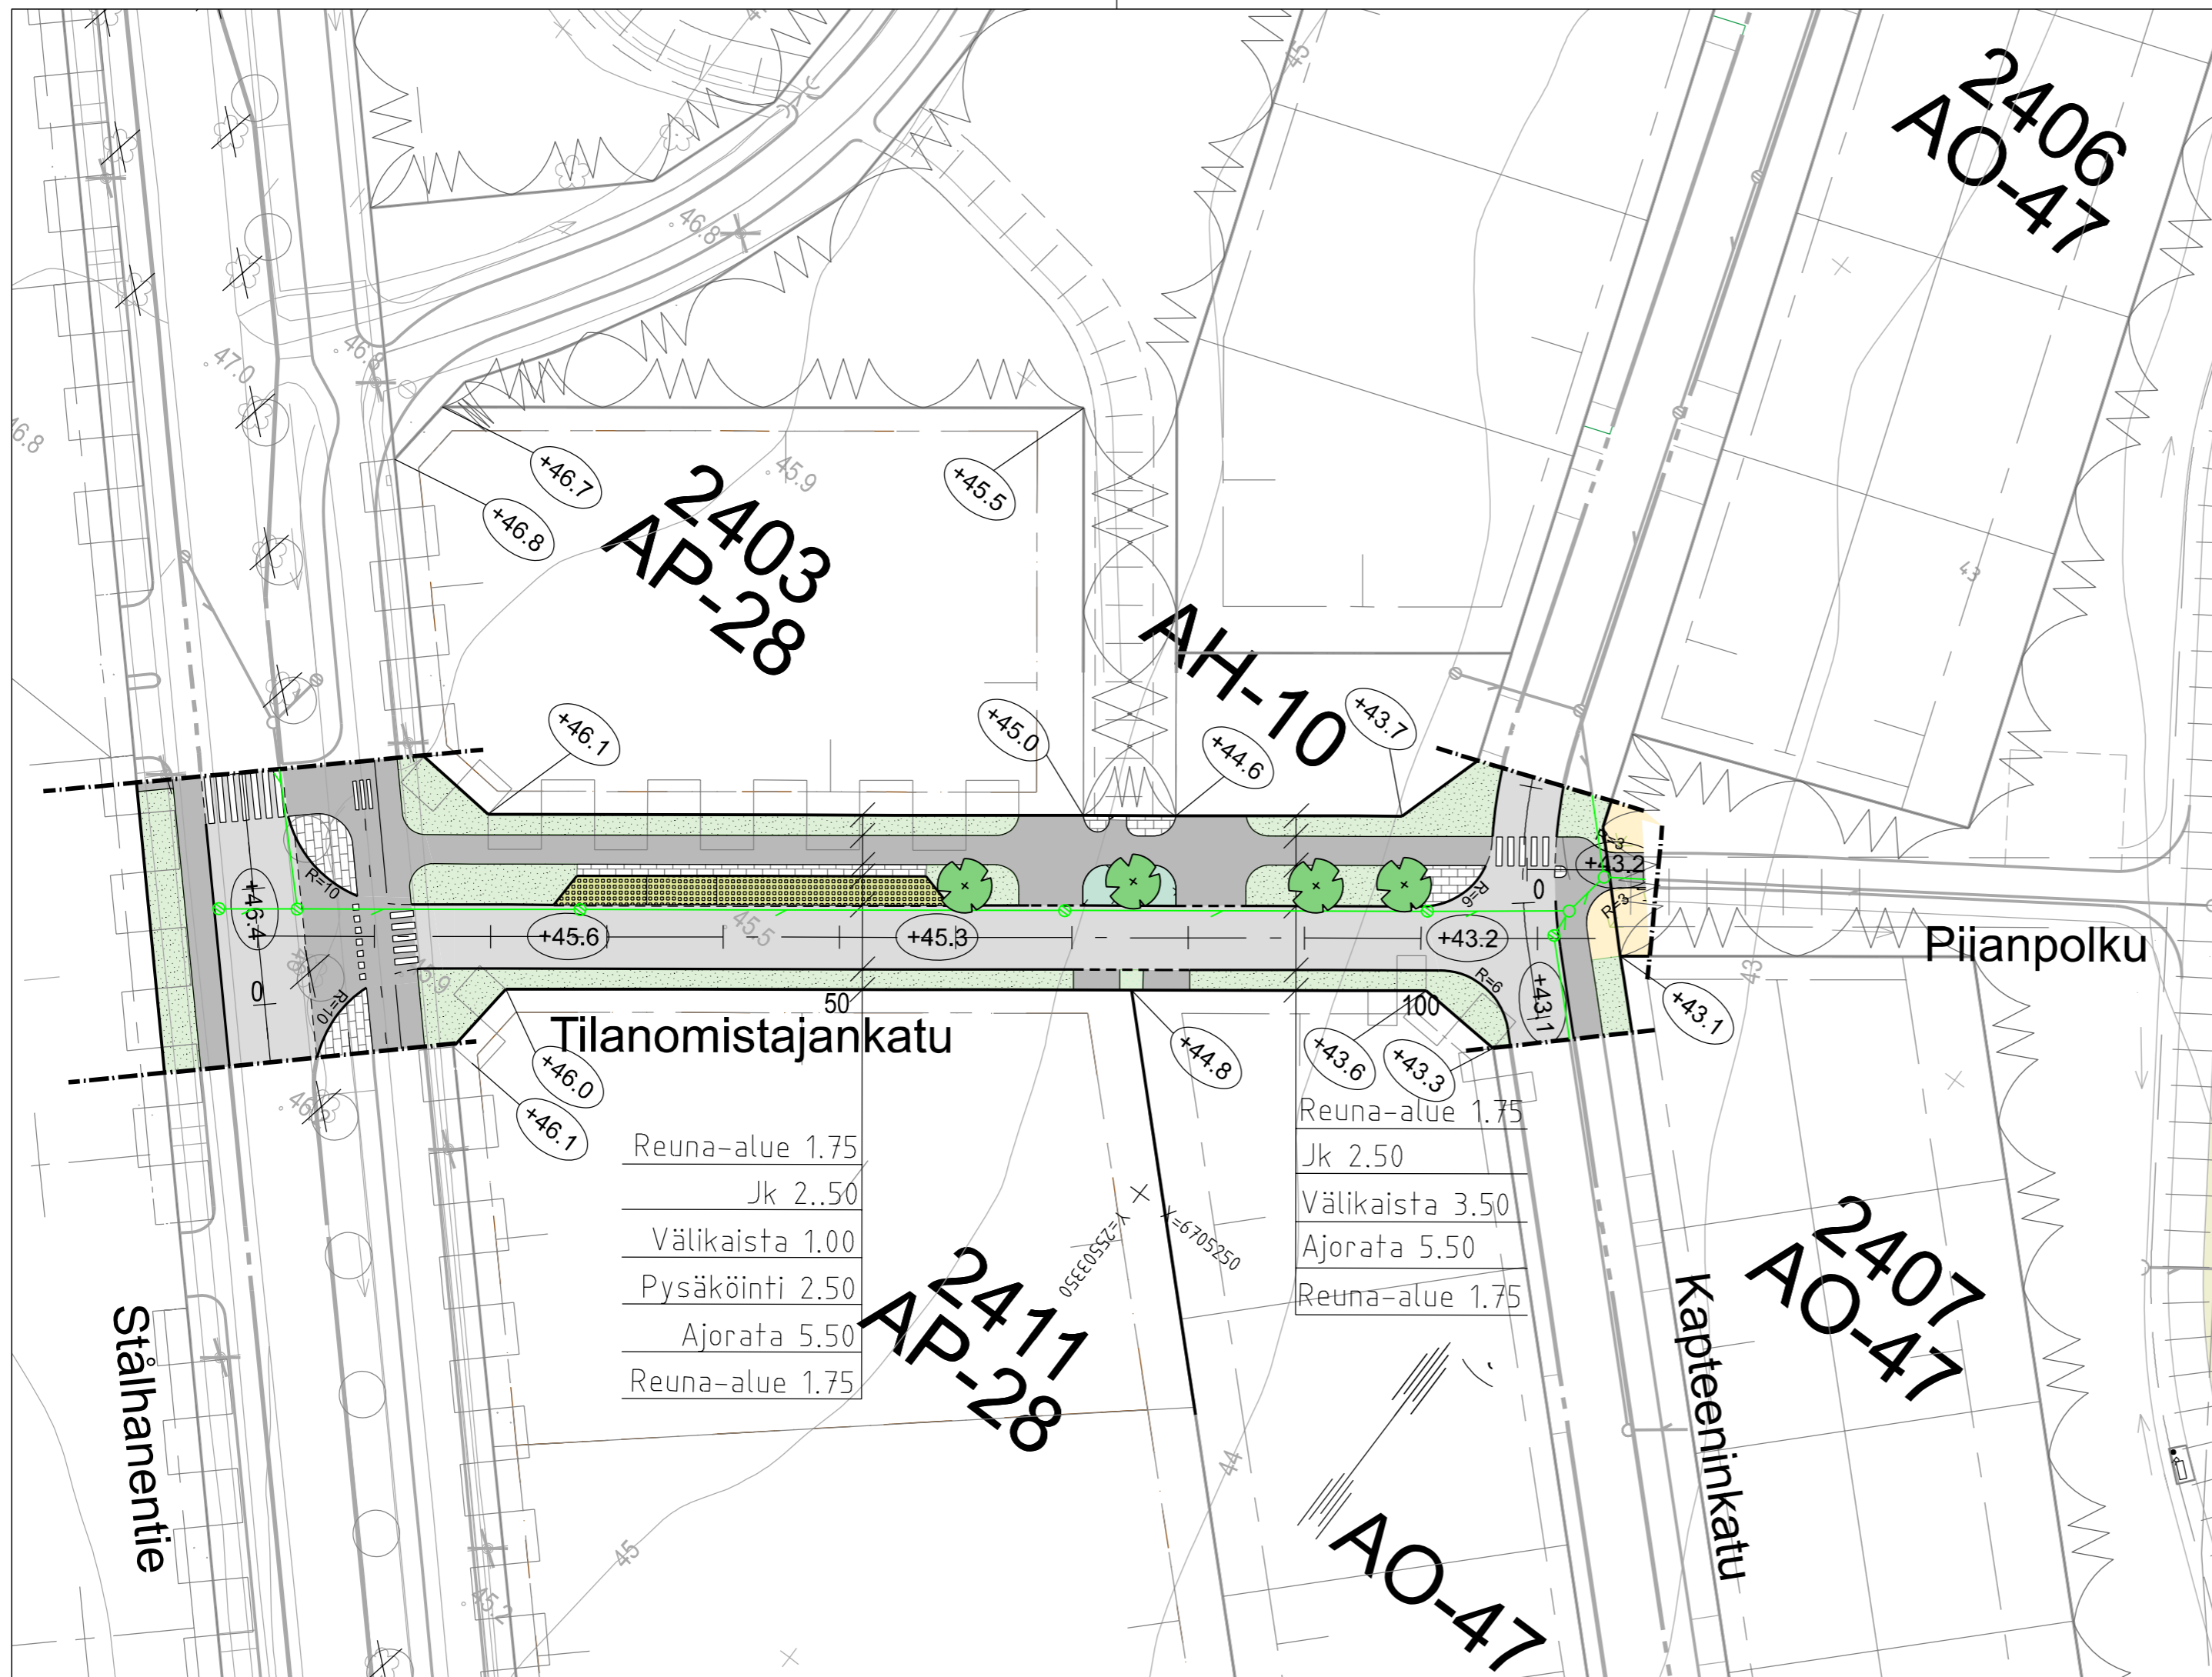 45
2406
AO-47
46.8
47.0
46.8
46.8
+46.7
+46.8
+45.5
45.9
2403
AP-28
43
AH-10
+46.1
+45.0
+44.6
+43.7
R=10
R=3
+43.2
0
R=6
+46.4
+45.6
45.5
+45.3
+43.2
R=3
Piianpolku
43
45.9
0
R=10
50
100
R=6
+43.1
+43.1
Tilanomistajankatu
+46.0
+46.1
+44.8
+43.6
+43.3
Reuna-alue 1.75
Jk 2..50
Välikaista 1.00
Pysäköinti 2.50
Ajorata 5.50
Reuna-alue 1.75
Reuna-alue 1.75
Jk 2.50
Välikaista 3.50
Ajorata 5.50
Reuna-alue 1.75
Y=25503350
X=6705250
2411
AP-28
2407
AO-47
Stålhanentie
Kapteeninkatu
44
45
45.2
AO-47